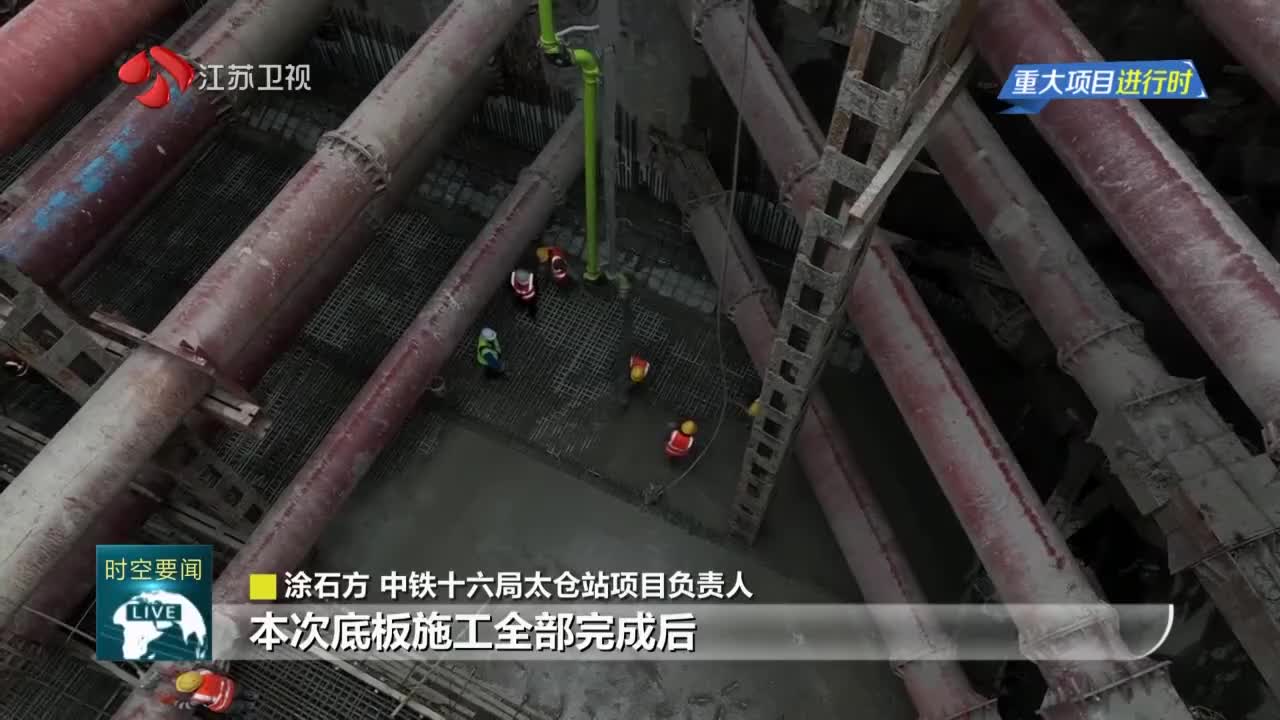 江苏卫视
重大项目进行时
时空要闻
LIVE
涂石方 中铁十六局太仓站项目负责人
本次底板施工全部完成后